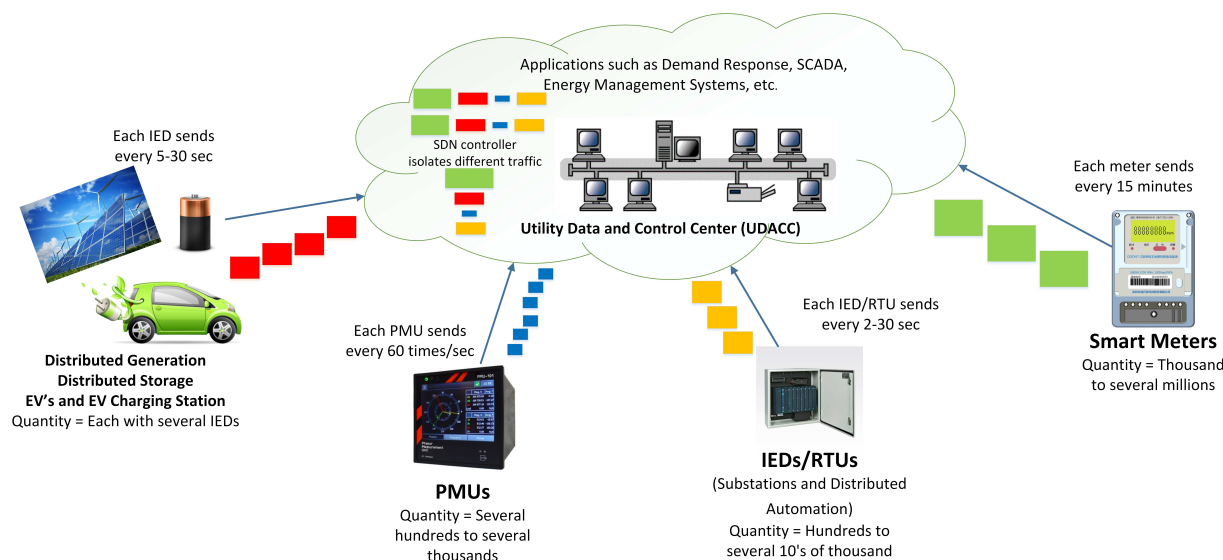 Applications such as Demand Response, SCADA,
Energy Management Systems, etc.
SDN controller
isolates different traffic
Utility Data and Control Center (UDACC)
Each IED sends
every 5-30 sec
Distributed Generation
Distributed Storage
EV's and EV Charging Station
Quantity = Each with several IEDs
Each PMU sends
every 60 times/sec
PMUs
Quantity = Several
hundreds to several
thousands
Each IED/RTU sends
every 2-30 sec
IEDs/RTUs
(Substations and Distributed
Automation)
Quantity = Hundreds to
several 10's of thousand
Each meter sends
every 15 minutes
Smart Meters
Quantity = Thousand
to several millions